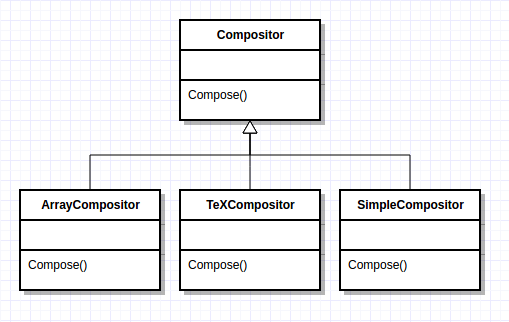 Compositor
Compose()
ArrayCompositor
TeXCompositor
SimpleCompositor
Compose()
Compose()
Compose()